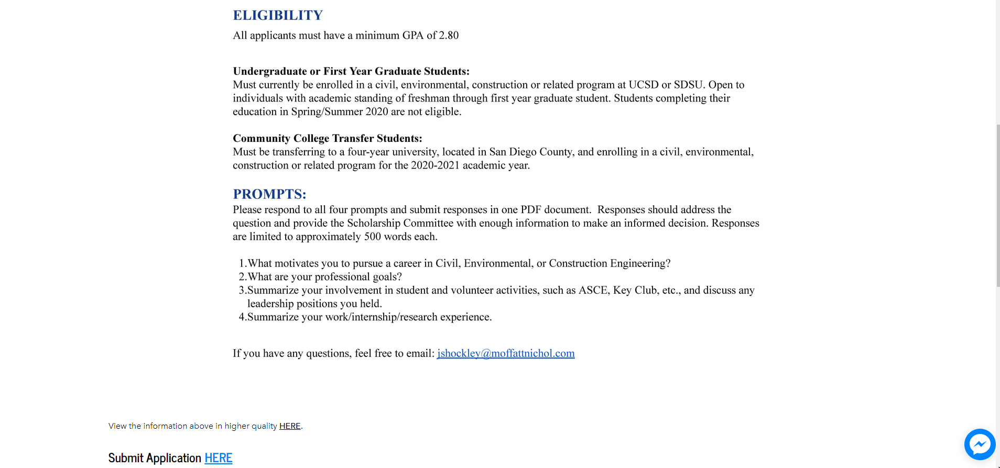 ELIGIBILITY
All applicants must have a minimum GPA of 2.80
Undergraduate or First Year Graduate Students:
Must currently be enrolled in a civil, environmental, construction or related program at UCSD or SDSU. Open to
individuals with academic standing of freshman through first year graduate student. Students completing their
education in Spring/Summer 2020 are not eligible.
Community College Transfer Students:
Must be transferring to a four-year university, located in San Diego County, and enrolling in a civil, environmental,
construction or related program for the 2020-2021 academic year.
PROMPTS:
Please respond to all four prompts and submit responses in one PDF document.  Responses should address the
question and provide the Scholarship Committee with enough information to make an informed decision. Responses
are limited to approximately 500 words each.
1.What motivates you to pursue a career in Civil, Environmental, or Construction Engineering?
2.What are your professional goals?
3.Summarize your involvement in student and volunteer activities, such as ASCE, Key Club, etc., and discuss any
leadership positions you held.
4.Summarize your work/internship/research experience.
If you have any questions, feel free to email: jshockley@moffattnichol.com
View the information above in higher quality HERE.
Submit Application HERE